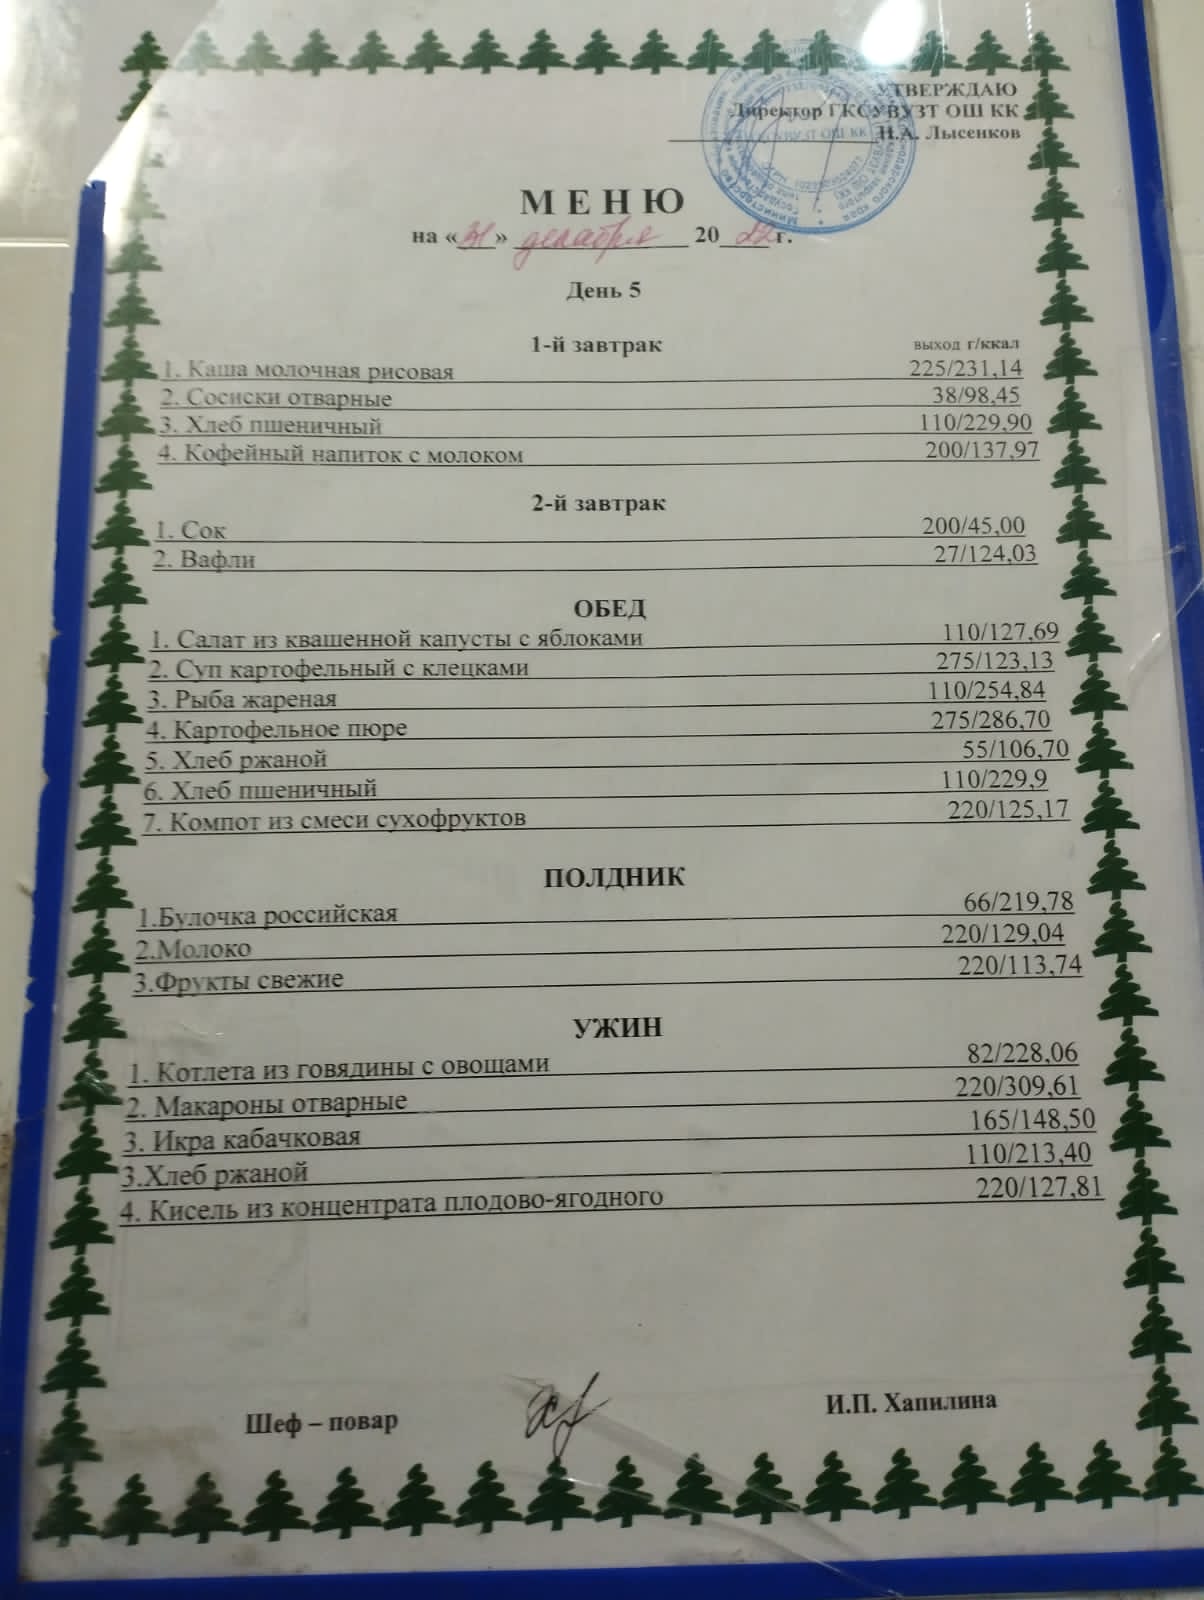 УТВЕРЖДАЮ
Директор ГКСУВУЗТ ОШ КК
Н.А. Лысенков
МЕНЮ
на «31» декабря 2022г.
День 5
1-й завтрак выход г/ккал
1. Каша молочная рисовая 225/231,14
2. Сосиски отварные 38/98,45
3. Хлеб пшеничный 110/229,90
4. Кофейный напиток с молоком 200/137,97
2-й завтрак
1. Сок 200/45,00
2. Вафли 27/124,03
ОБЕД
1. Салат из квашенной капусты с яблоками 110/127,69
2. Суп картофельный с клецками 275/123,13
3. Рыба жареная 110/254,84
4. Картофельное пюре 275/286,70
5. Хлеб ржаной 55/106,70
6. Хлеб пшеничный 110/229,9
7. Компот из смеси сухофруктов 220/125,17
ПОЛДНИК
1.Булочка российская 66/219,78
2.Молоко 220/129,04
3.Фрукты свежие 220/113,74
УЖИН
1. Котлета из говядины с овощами 82/228,06
2. Макароны отварные 220/309,61
3. Икра кабачковая 165/148,50
3.Хлеб ржаной 110/213,40
4. Кисель из концентрата плодово-ягодного 220/127,81
Шеф – повар И.П. Хапилина